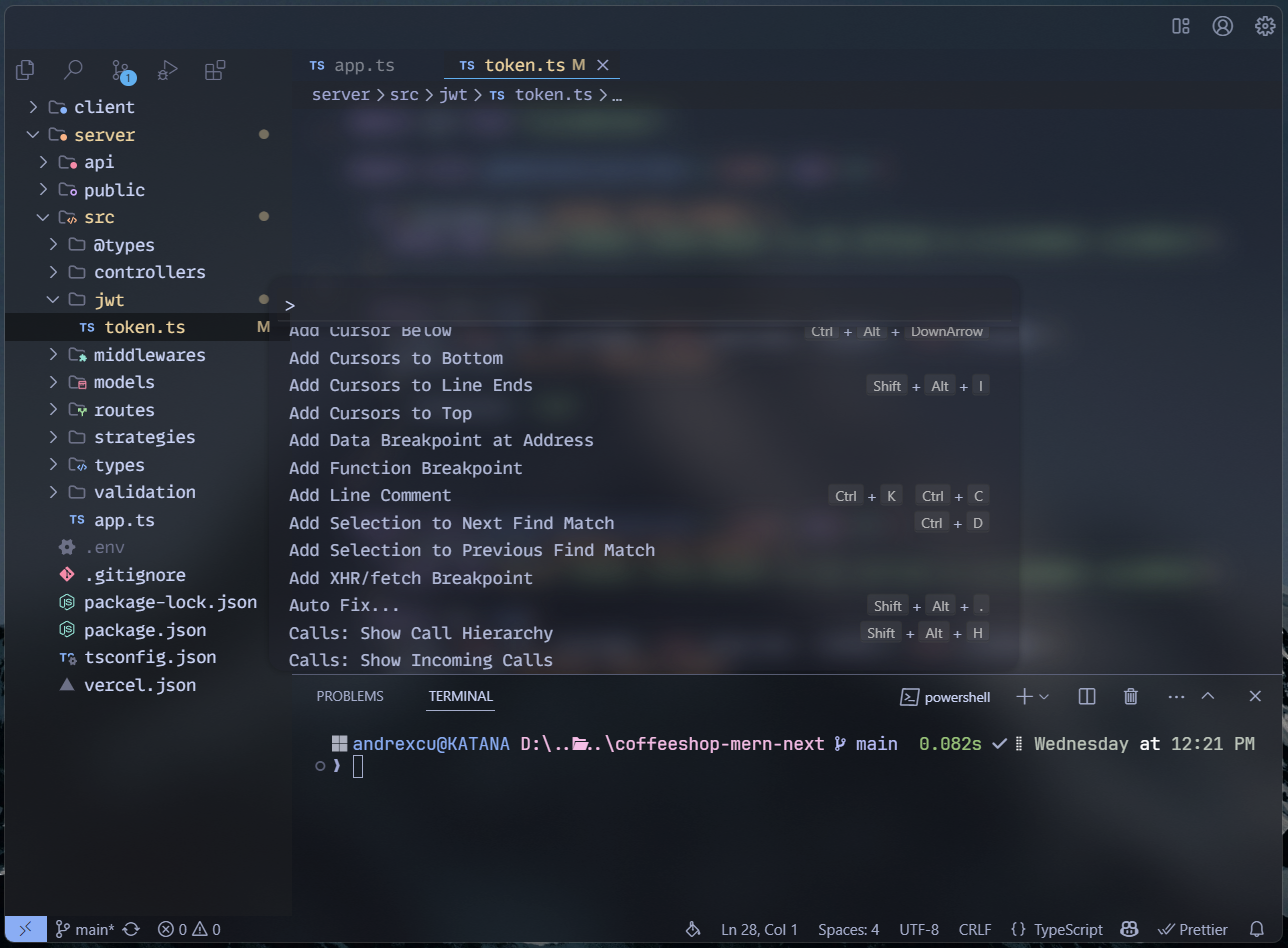 TS app.ts
TS token.ts M
server > src > jwt > TS token.ts > …
1
client
server
api
public
src
@types
controllers
jwt
TS token.ts M
middlewares
models
routes
strategies
types
validation
TS app.ts
.env
.gitignore
package-lock.json
package.json
tsconfig.json
vercel.json
>
Add Cursor Below Ctrl + Alt + DownArrow
Add Cursors to Bottom
Add Cursors to Line Ends Shift + Alt + I
Add Cursors to Top
Add Data Breakpoint at Address
Add Function Breakpoint
Add Line Comment Ctrl + K Ctrl + C
Add Selection to Next Find Match Ctrl + D
Add Selection to Previous Find Match
Add XHR/fetch Breakpoint
Auto Fix... Shift + Alt + .
Calls: Show Call Hierarchy Shift + Alt + H
Calls: Show Incoming Calls
PROBLEMS TERMINAL powershell
andrexcu@KATANA D:\..\..\coffeeshop-mern-next main 0.082s Wednesday at 12:21 PM
❯
main* 0 0 Ln 28, Col 1 Spaces: 4 UTF-8 CRLF {} TypeScript Prettier